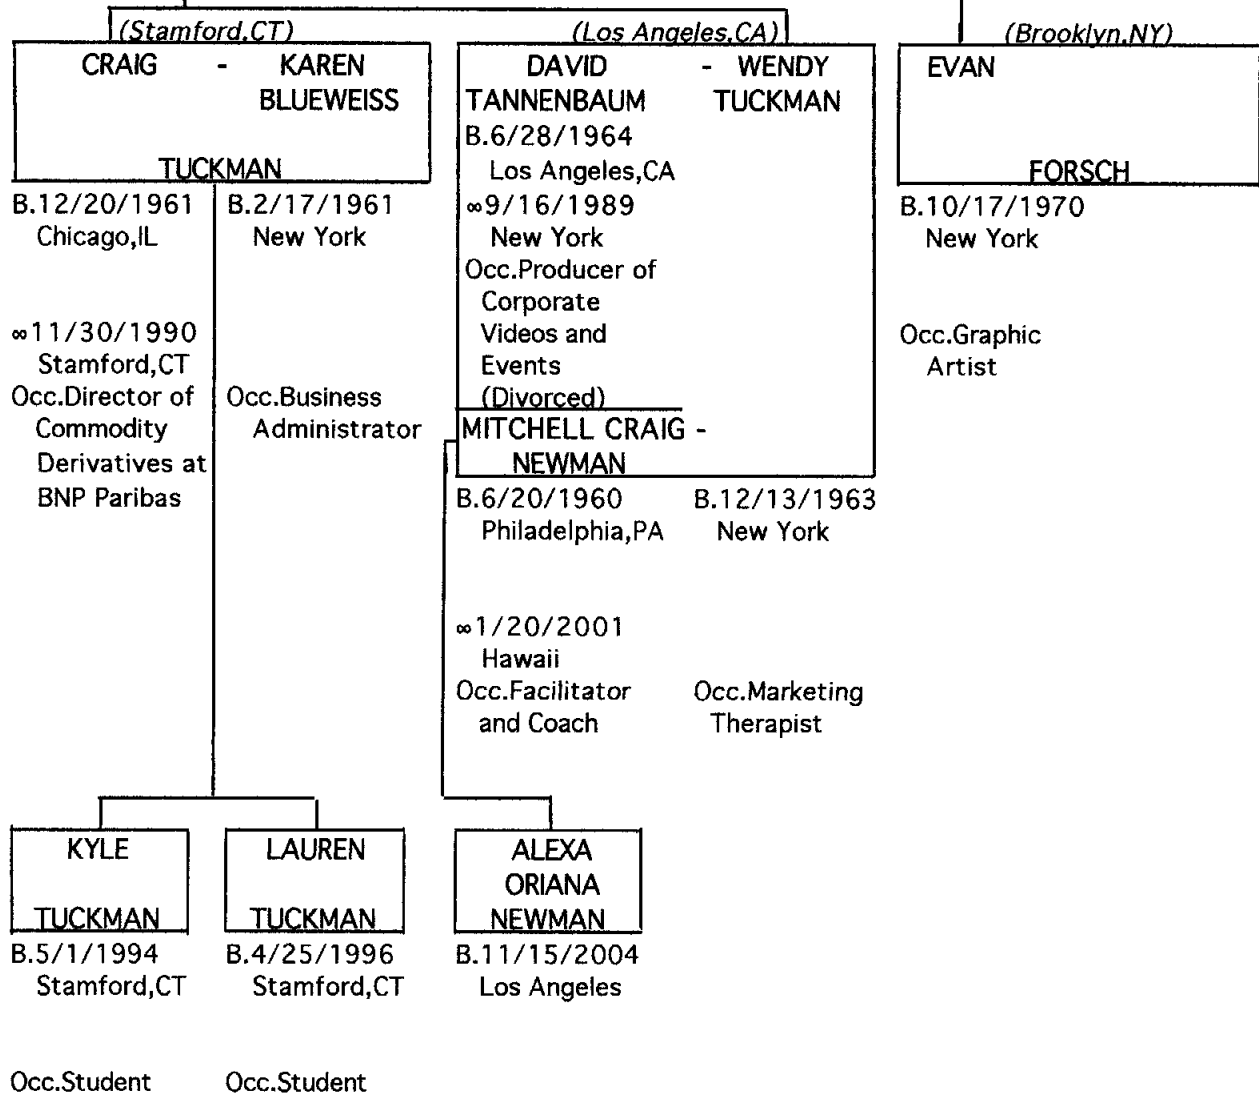 (Stamford,CT)
CRAIG - KAREN
BLUEWEISS
TUCKMAN
B.12/20/1961 B.2/17/1961
Chicago,IL New York
∞11/30/1990
Stamford,CT
Occ.Director of Occ.Business
Commodity Administrator
Derivatives at
BNP Paribas
(Los Angeles,CA)
DAVID - WENDY
TANNENBAUM TUCKMAN
B.6/28/1964
Los Angeles,CA
∞9/16/1989
New York
Occ.Producer of
Corporate
Videos and
Events
(Divorced)
MITCHELL CRAIG -
NEWMAN
B.6/20/1960 B.12/13/1963
Philadelphia,PA New York
∞1/20/2001
Hawaii
Occ.Facilitator Occ.Marketing
and Coach Therapist
(Brooklyn,NY)
EVAN
FORSCH
B.10/17/1970
New York
Occ.Graphic
Artist
KYLE
TUCKMAN
B.5/1/1994
Stamford,CT
Occ.Student
LAUREN
TUCKMAN
B.4/25/1996
Stamford,CT
Occ.Student
ALEXA
ORIANA
NEWMAN
B.11/15/2004
Los Angeles